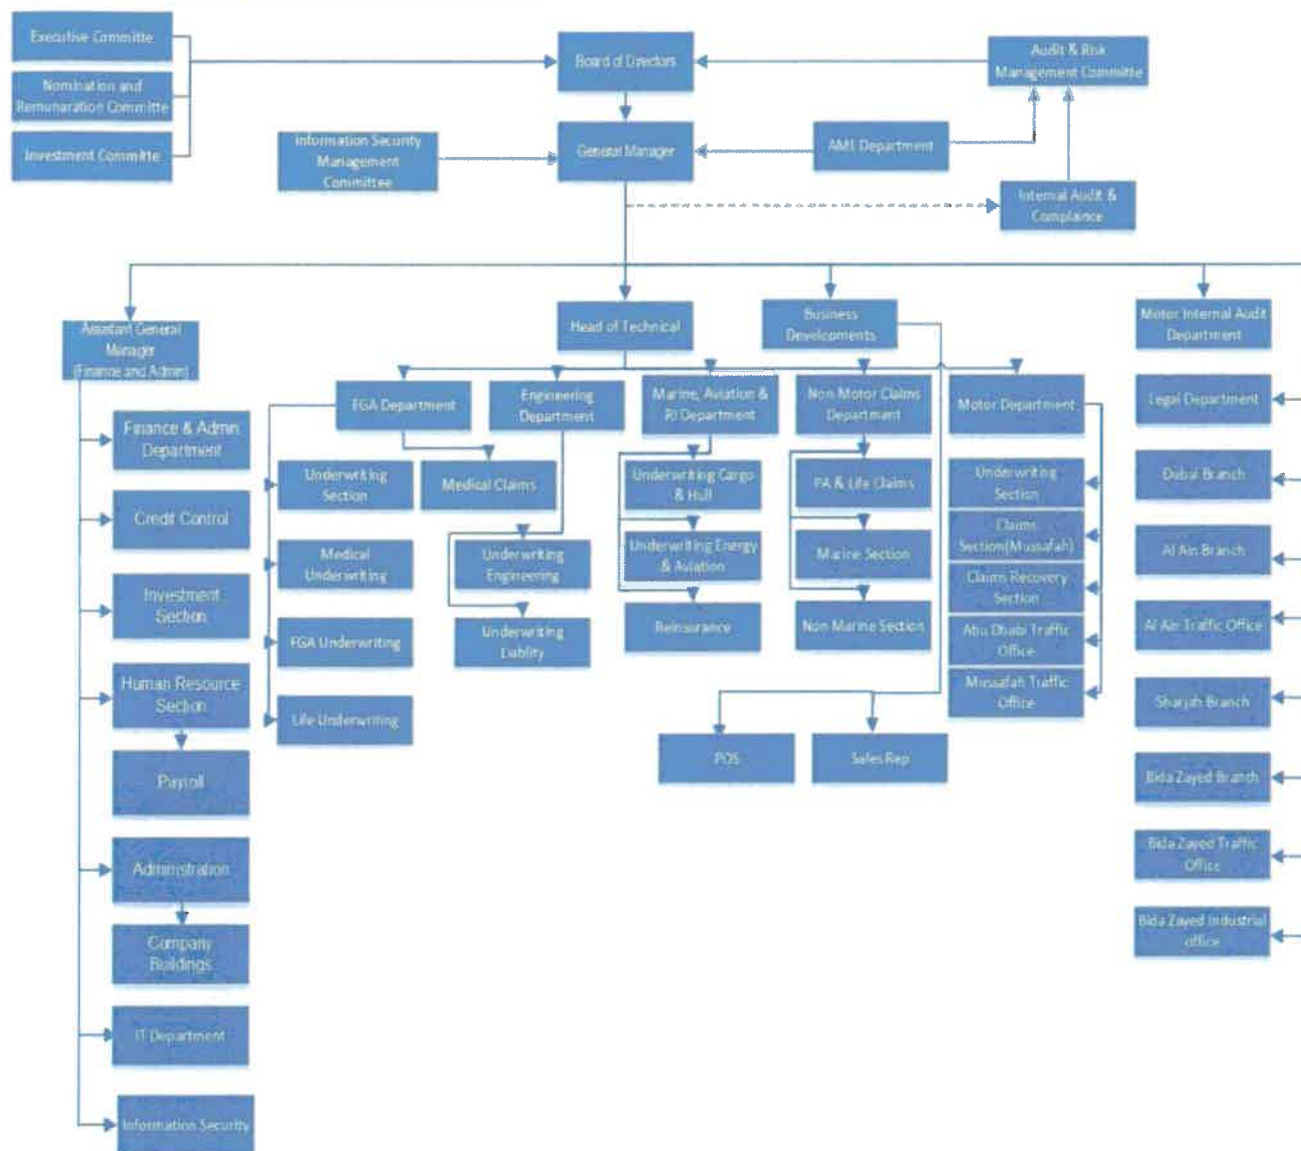 Executive Committe
Nomination and
Remunaration Committe
Investment Committe
Board of Directors
Audit & Risk
Management Committe
Information Security
Management
Committee
General Manager
AML Department
Internal Audit &
Complaince
Assistant General
Manager
(Finance and Admin)
Head of Technical
Business
Developments
Motor Internal Audit
Department
FGA Department
Engineering
Department
Marine, Aviation &
RI Department
Non-Motor Claims
Department
Motor Department
Legal Department
Finance & Admin
Department
Underwriting
Section
Medical Claims
Underwriting Cargo
& Hull
PA & Life Claims
Underwriting
Section
Dubai Branch
Credit Control
Medical
Underwriting
Underwriting
Engineering
Underwriting Energy
& Aviation
Marine Section
Claims
Section(Mussafah)
Al Ain Branch
Investment
Section
FGA Underwriting
Underwriting
Liablity
Reinsurance
Non Marine Section
Claims Recovery
Section
Abu Dhabi Traffic
Office
Al Ain Traffic Office
Human Resource
Section
Life Underwriting
Mussafah Traffic
Office
Sharjah Branch
Payroll
POS
Sales Rep
Bida Zayed Branch
Administration
Bida Zayed Traffic
Office
Company
Buildings
Bida Zayed Industrial
office
IT Department
Information Security